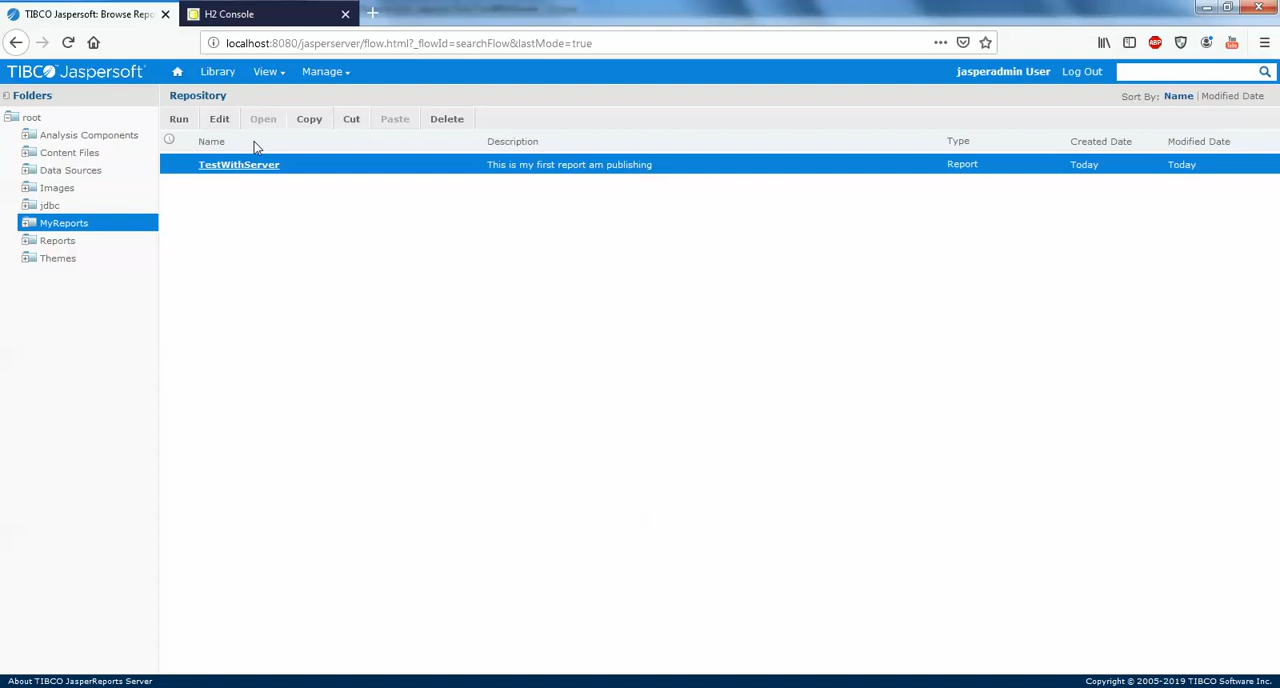 TIBCO Jaspersoft: Browse Repo
H2 Console
localhost:8080/jasperserver/flow.html?_flowId=searchFlow&lastMode=true
TIBCO Jaspersoft™
Library
View
Manage
jasperadmin User
Log Out
Folders
Repository
Sort By: Name | Modified Date
root
Run
Edit
Open
Copy
Cut
Paste
Delete
Analysis Components
Content Files
Data Sources
Images
jdbc
MyReports
Reports
Themes
Name
Description
Type
Created Date
Modified Date
TestWithServer
This is my first report am publishing
Report
Today
Today
ABP
About TIBCO JasperReports Server
Copyright © 2005-2019 TIBCO Software Inc.